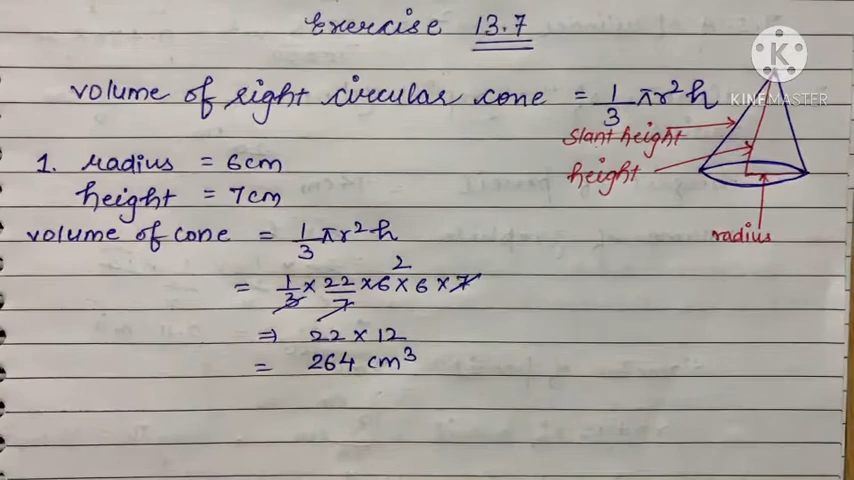 Exercise 13.7
K
KINEMASTER
volume of right circular cone = 1/3 πr²h
slant height
height
radius
1. radius = 6cm
height = 7cm
volume of cone = 1/3 πr²h
2
= 1/3 × 22/7 × 6 × 6 × 7
⇒ 22 × 12
= 264 cm³